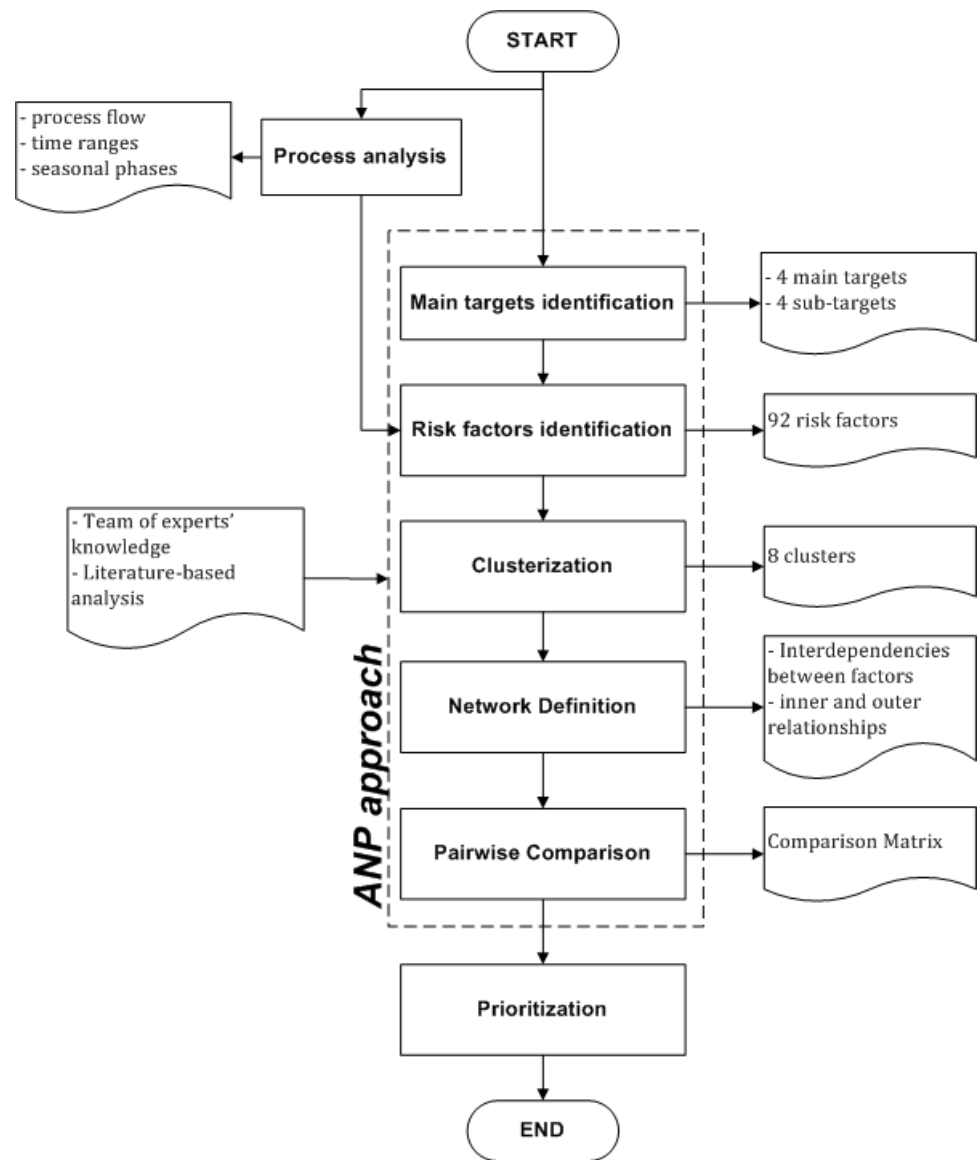 START
- process flow
- time ranges
- seasonal phases
Process analysis
Main targets identification
- 4 main targets
- 4 sub-targets
Risk factors identification
92 risk factors
- Team of experts’
knowledge
- Literature-based
analysis
Clusterization
8 clusters
ANP approach
Network Definition
- Interdependencies
between factors
- inner and outer
relationships
Pairwise Comparison
Comparison Matrix
Prioritization
END